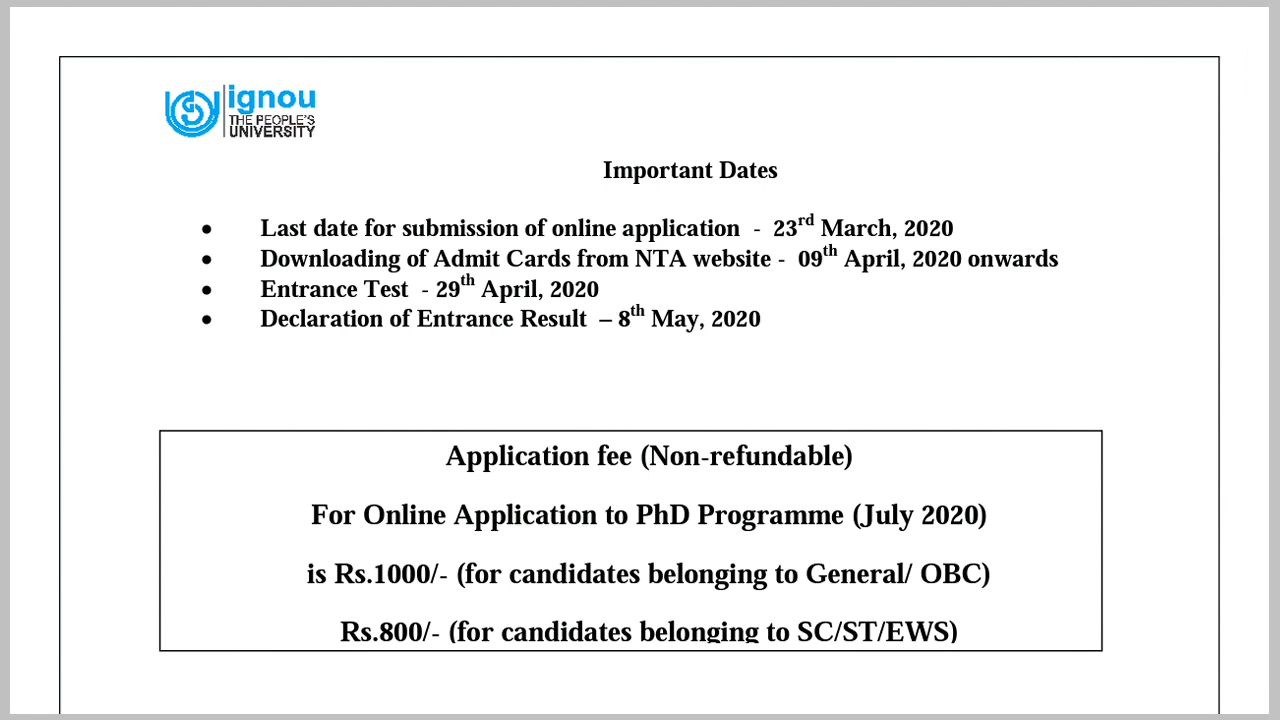 ignou
THE PEOPLE'S
UNIVERSITY
Important Dates
• Last date for submission of online application - 23rd March, 2020
• Downloading of Admit Cards from NTA website - 09th April, 2020 onwards
• Entrance Test - 29th April, 2020
• Declaration of Entrance Result – 8th May, 2020
Application fee (Non-refundable)
For Online Application to PhD Programme (July 2020)
is Rs.1000/- (for candidates belonging to General/ OBC)
Rs.800/- (for candidates belonging to SC/ST/EWS)